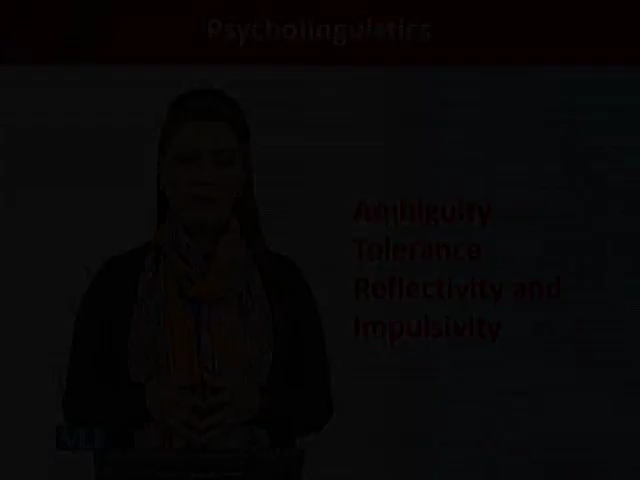 Psycholinguistics
Ambiguity
Tolerance
Reflectivity and
Impulsivity